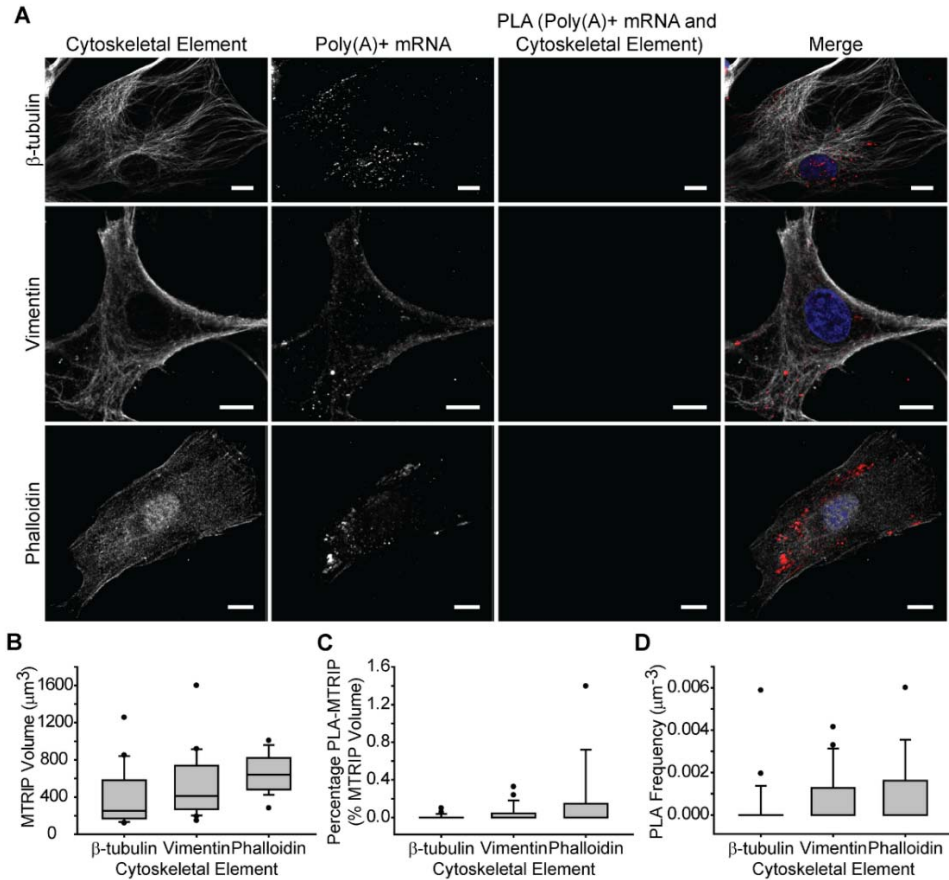 A
Cytoskeletal Element
Poly(A)+ mRNA
PLA (Poly(A)+ mRNA and
Cytoskeletal Element)
Merge
β-tubulin
Vimentin
Phalloidin
B
MTRIP Volume (μm³)
1600
1200
800
400
0
β-tubulin Vimentin Phalloidin
Cytoskeletal Element
C
Percentage PLA-MTRIP
(% MTRIP Volume)
1.6
1.2
0.8
0.4
0.0
β-tubulin Vimentin Phalloidin
Cytoskeletal Element
D
PLA Frequency (μm⁻³)
0.006
0.004
0.002
0.000
β-tubulin Vimentin Phalloidin
Cytoskeletal Element